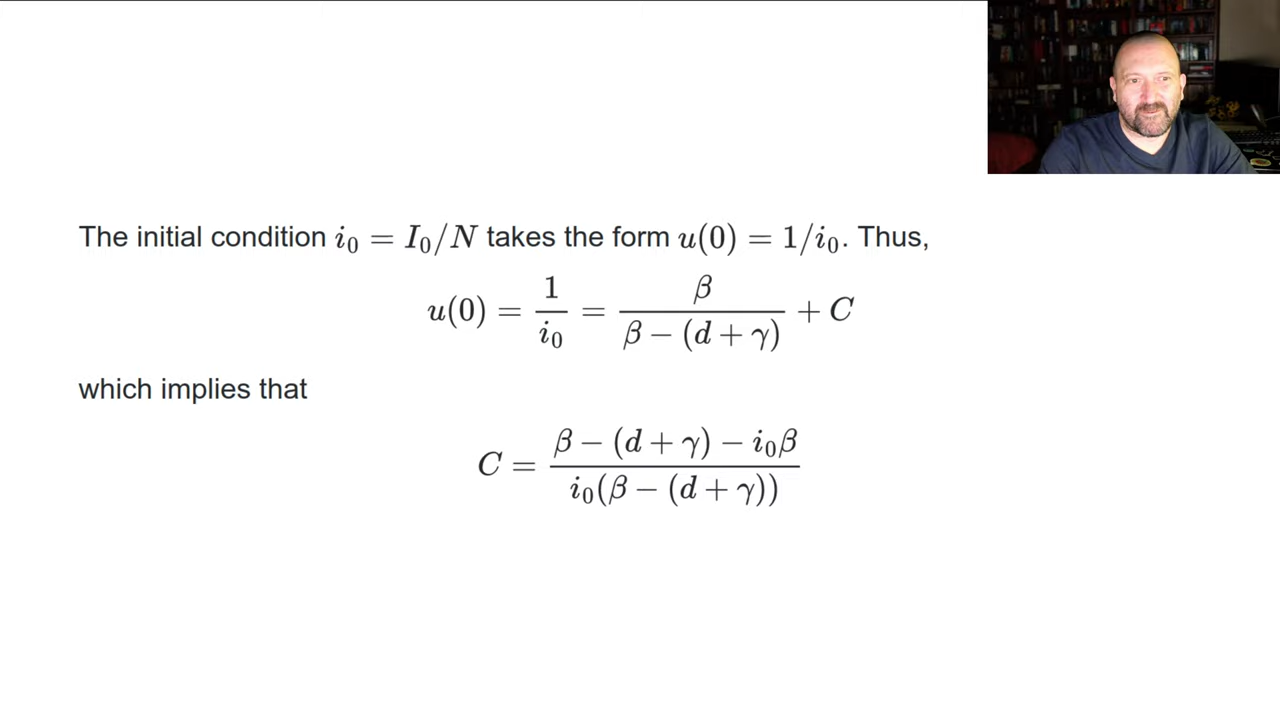 The initial condition i₀ = I₀/N takes the form u(0) = 1/i₀. Thus,
u(0) = 1/i₀ = β/(β − (d + γ)) + C
which implies that
C = (β − (d + γ) − i₀β)/(i₀(β − (d + γ)))